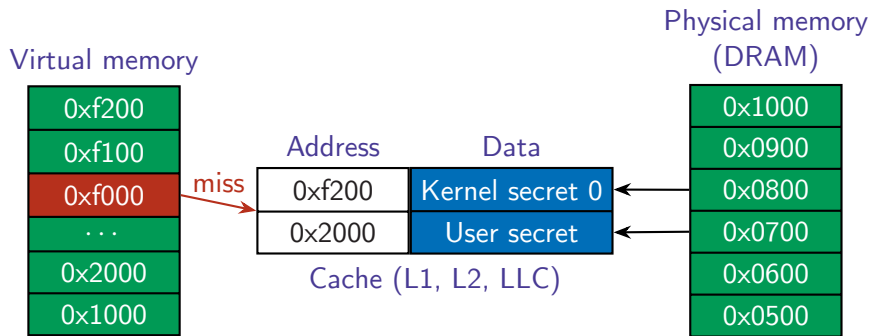 Virtual memory
0xf200
0xf100
0xf000
...
0x2000
0x1000
miss
Address Data
0xf200 Kernel secret 0
0x2000 User secret
Cache (L1, L2, LLC)
Physical memory
(DRAM)
0x1000
0x0900
0x0800
0x0700
0x0600
0x0500